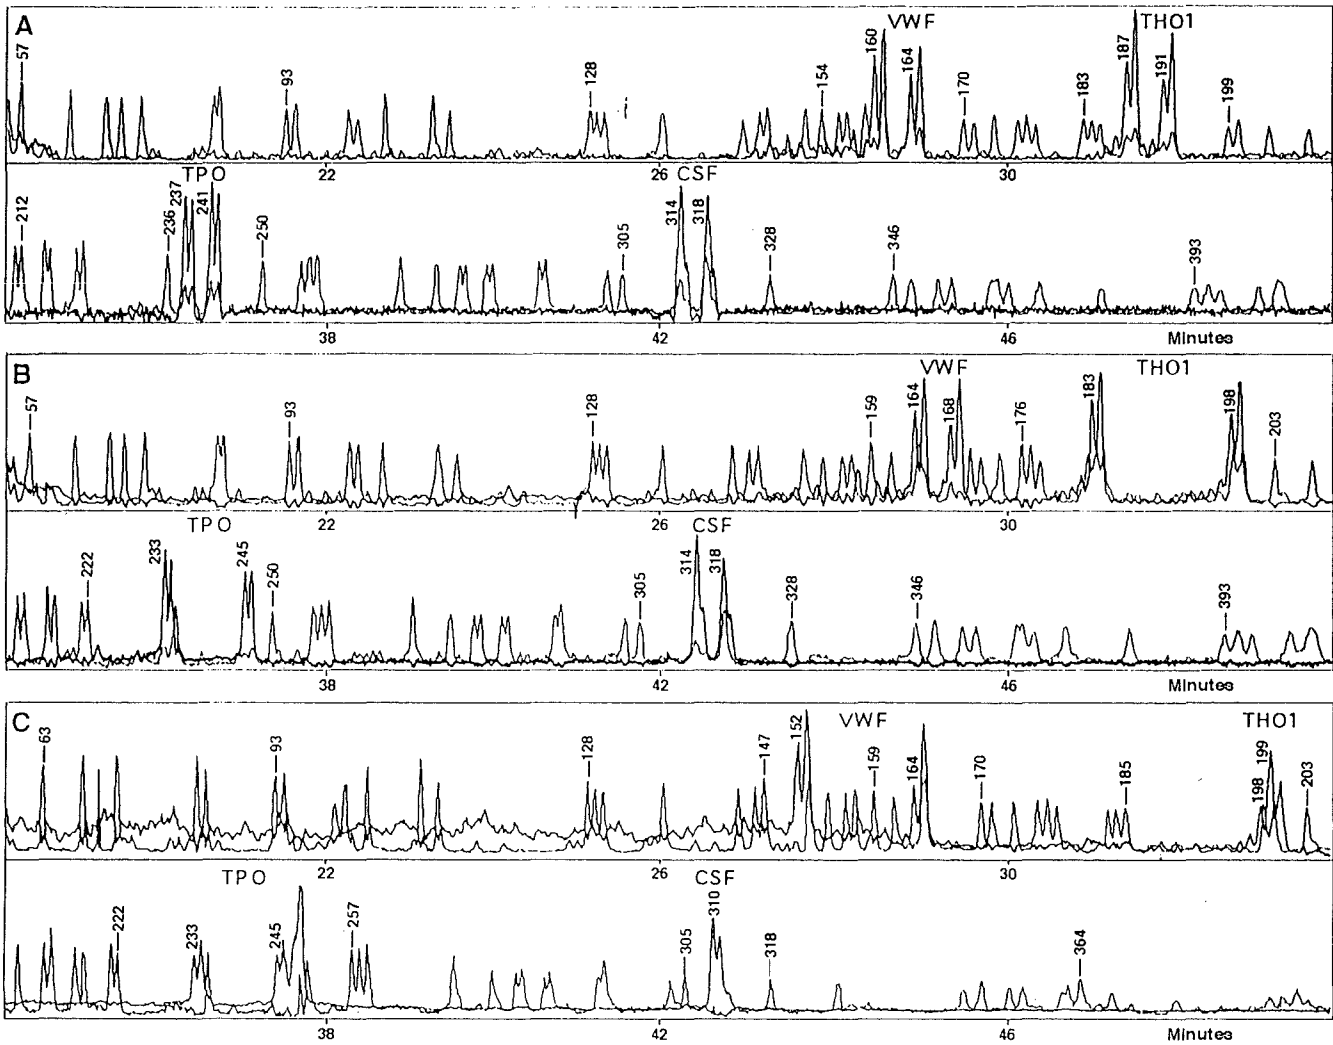 A VWF THO1
57 93 128 154 160 164 170 183 187 191 199
22 26 30
TPO CSF
212 236 237 241 250 305 314 318 328 346 393
38 42 46 Minutes
B VWF THO1
57 93 128 159 164 168 176 183 198 203
22 26 30
TPO CSF
222 233 245 250 305 314 318 328 346 393
38 42 46 Minutes
C VWF THO1
63 93 128 147 152 159 164 170 185 198 199 203
22 26 30
TPO CSF
222 233 245 257 305 310 318 364
38 42 46 Minutes